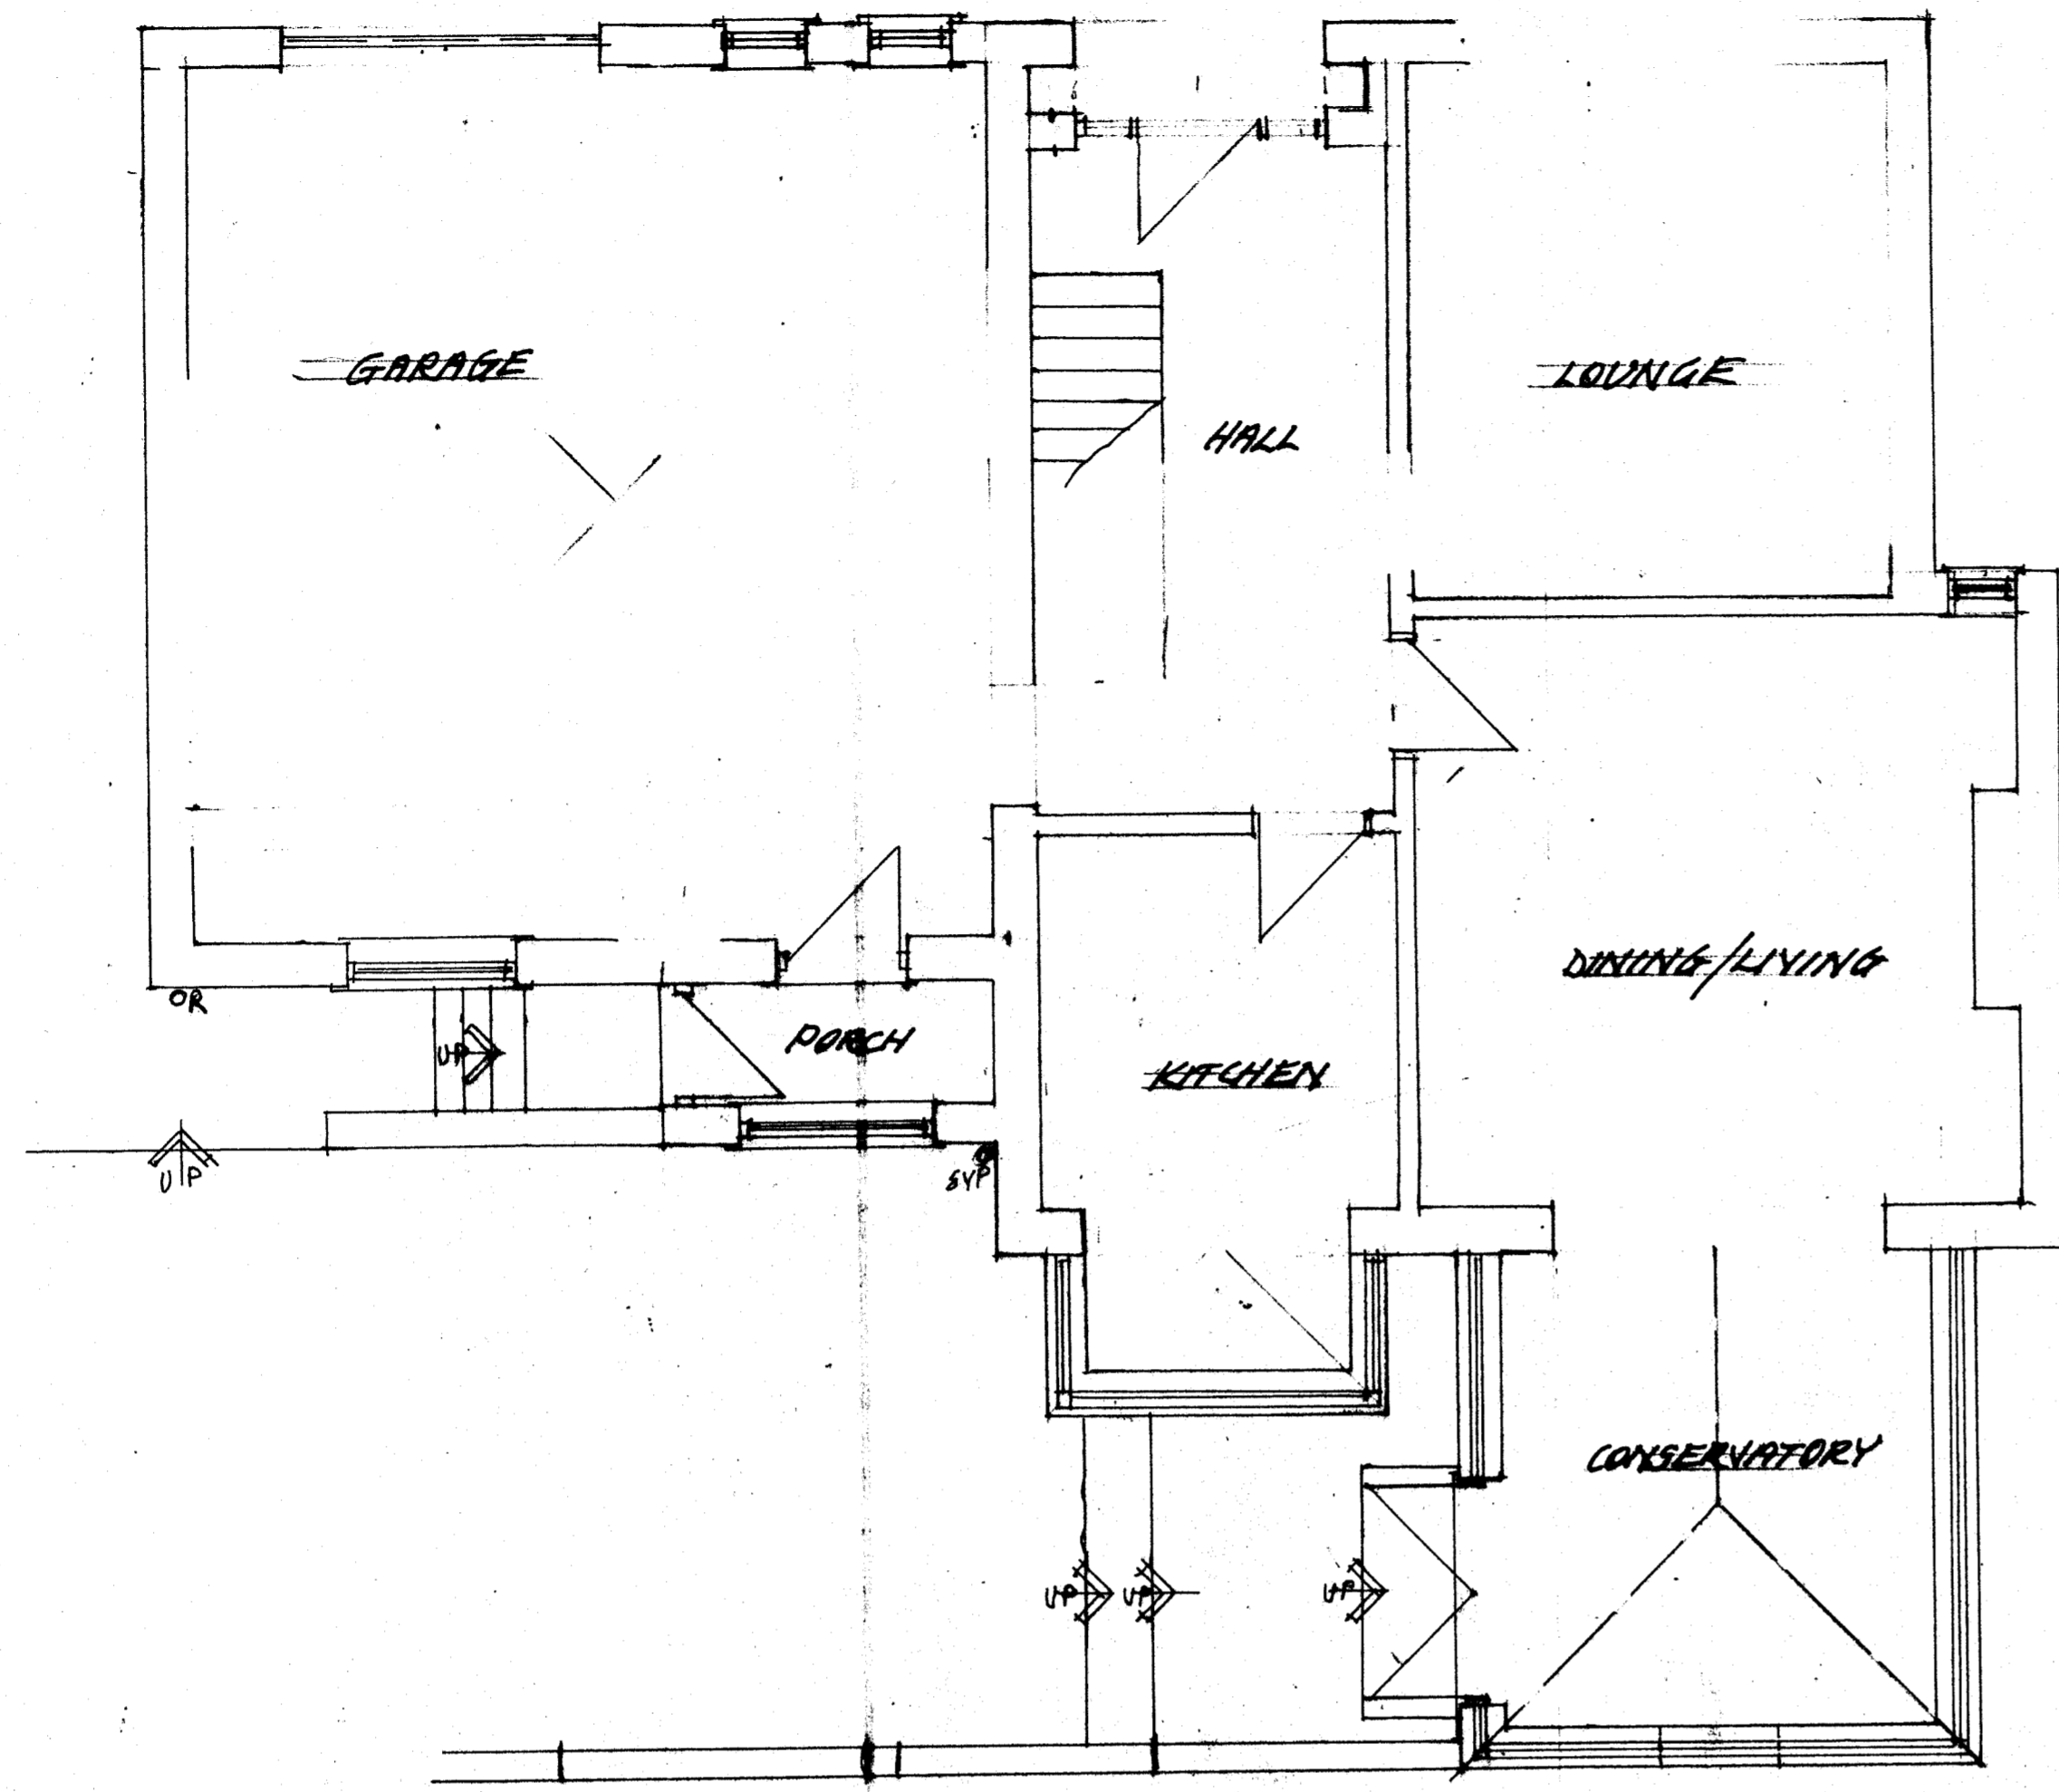 GARAGE
LOUNGE
HALL
DINING/LIVING
OR
UP
PORCH
KITCHEN
UP
SVP
CONSERVATORY
UP
UP
UP